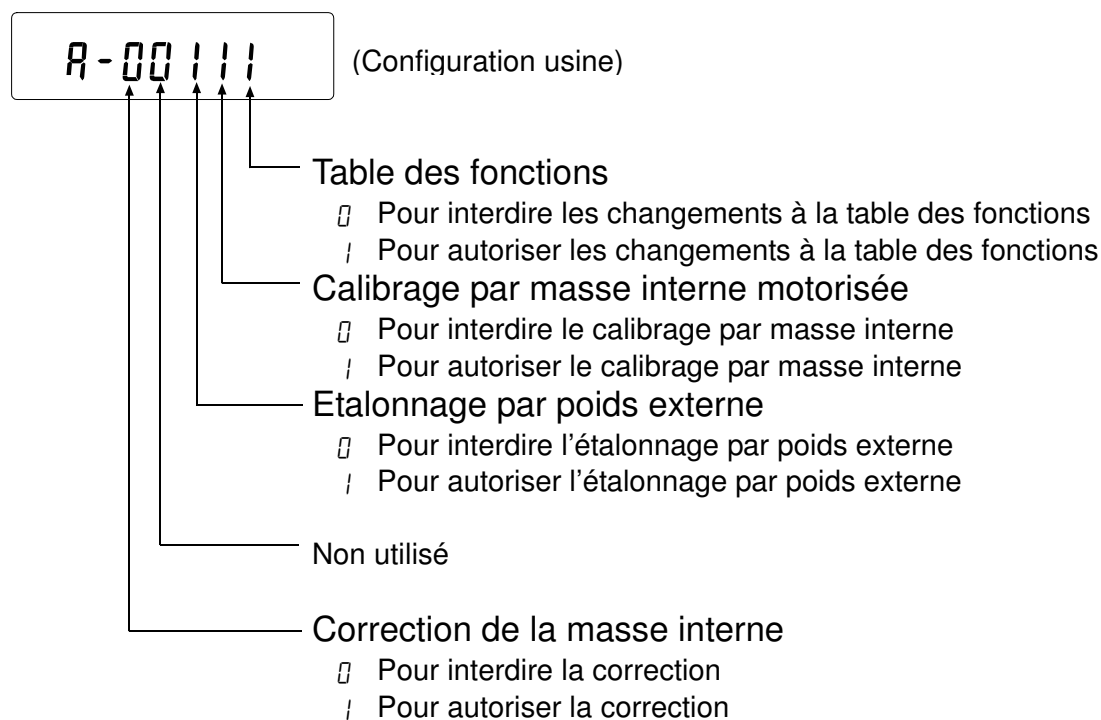 A-00111 (Configuration usine)
Table des fonctions
0 Pour interdire les changements à la table des fonctions
1 Pour autoriser les changements à la table des fonctions
Calibrage par masse interne motorisée
0 Pour interdire le calibrage par masse interne
1 Pour autoriser le calibrage par masse interne
Etalonnage par poids externe
0 Pour interdire l’étalonnage par poids externe
1 Pour autoriser l’étalonnage par poids externe
Non utilisé
Correction de la masse interne
0 Pour interdire la correction
1 Pour autoriser la correction